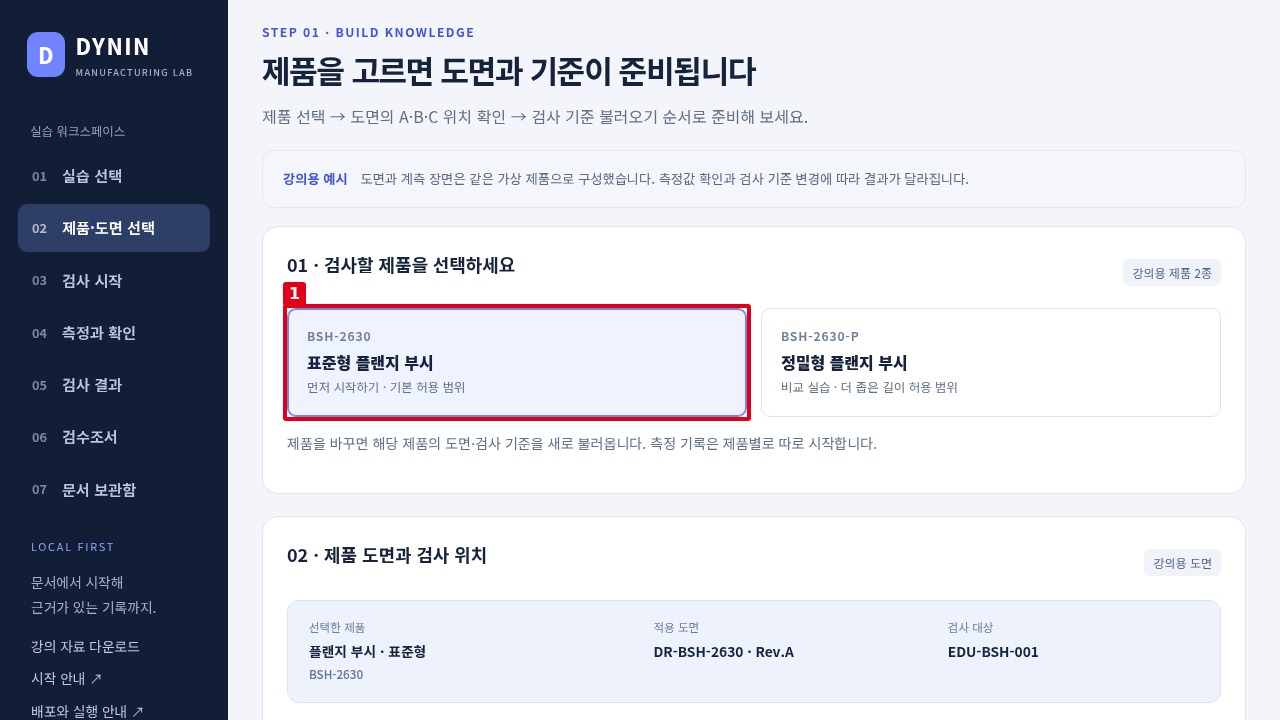 D
DYNIN
MANUFACTURING LAB
실습 워크스페이스
01 실습 선택
02 제품·도면 선택
03 검사 시작
04 측정과 확인
05 검사 결과
06 검수조서
07 문서 보관함
LOCAL FIRST
문서에서 시작해
근거가 있는 기록까지.
강의 자료 다운로드
시작 안내 ↗
배포와 실행 안내 ↗
STEP 01 · BUILD KNOWLEDGE
제품을 고르면 도면과 기준이 준비됩니다
제품 선택 → 도면의 A·B·C 위치 확인 → 검사 기준 불러오기 순서로 준비해 보세요.
강의용 예시 도면과 계측 장면은 같은 가상 제품으로 구성했습니다. 측정값 확인과 검사 기준 변경에 따라 결과가 달라집니다.
01 · 검사할 제품을 선택하세요
강의용 제품 2종
1
BSH-2630
표준형 플랜지 부시
먼저 시작하기 · 기본 허용 범위
BSH-2630-P
정밀형 플랜지 부시
비교 실습 · 더 좁은 길이 허용 범위
제품을 바꾸면 해당 제품의 도면·검사 기준을 새로 불러옵니다. 측정 기록은 제품별로 따로 시작합니다.
02 · 제품 도면과 검사 위치
강의용 도면
선택한 제품
플랜지 부시 · 표준형
BSH-2630
적용 도면
DR-BSH-2630 · Rev.A
검사 대상
EDU-BSH-001